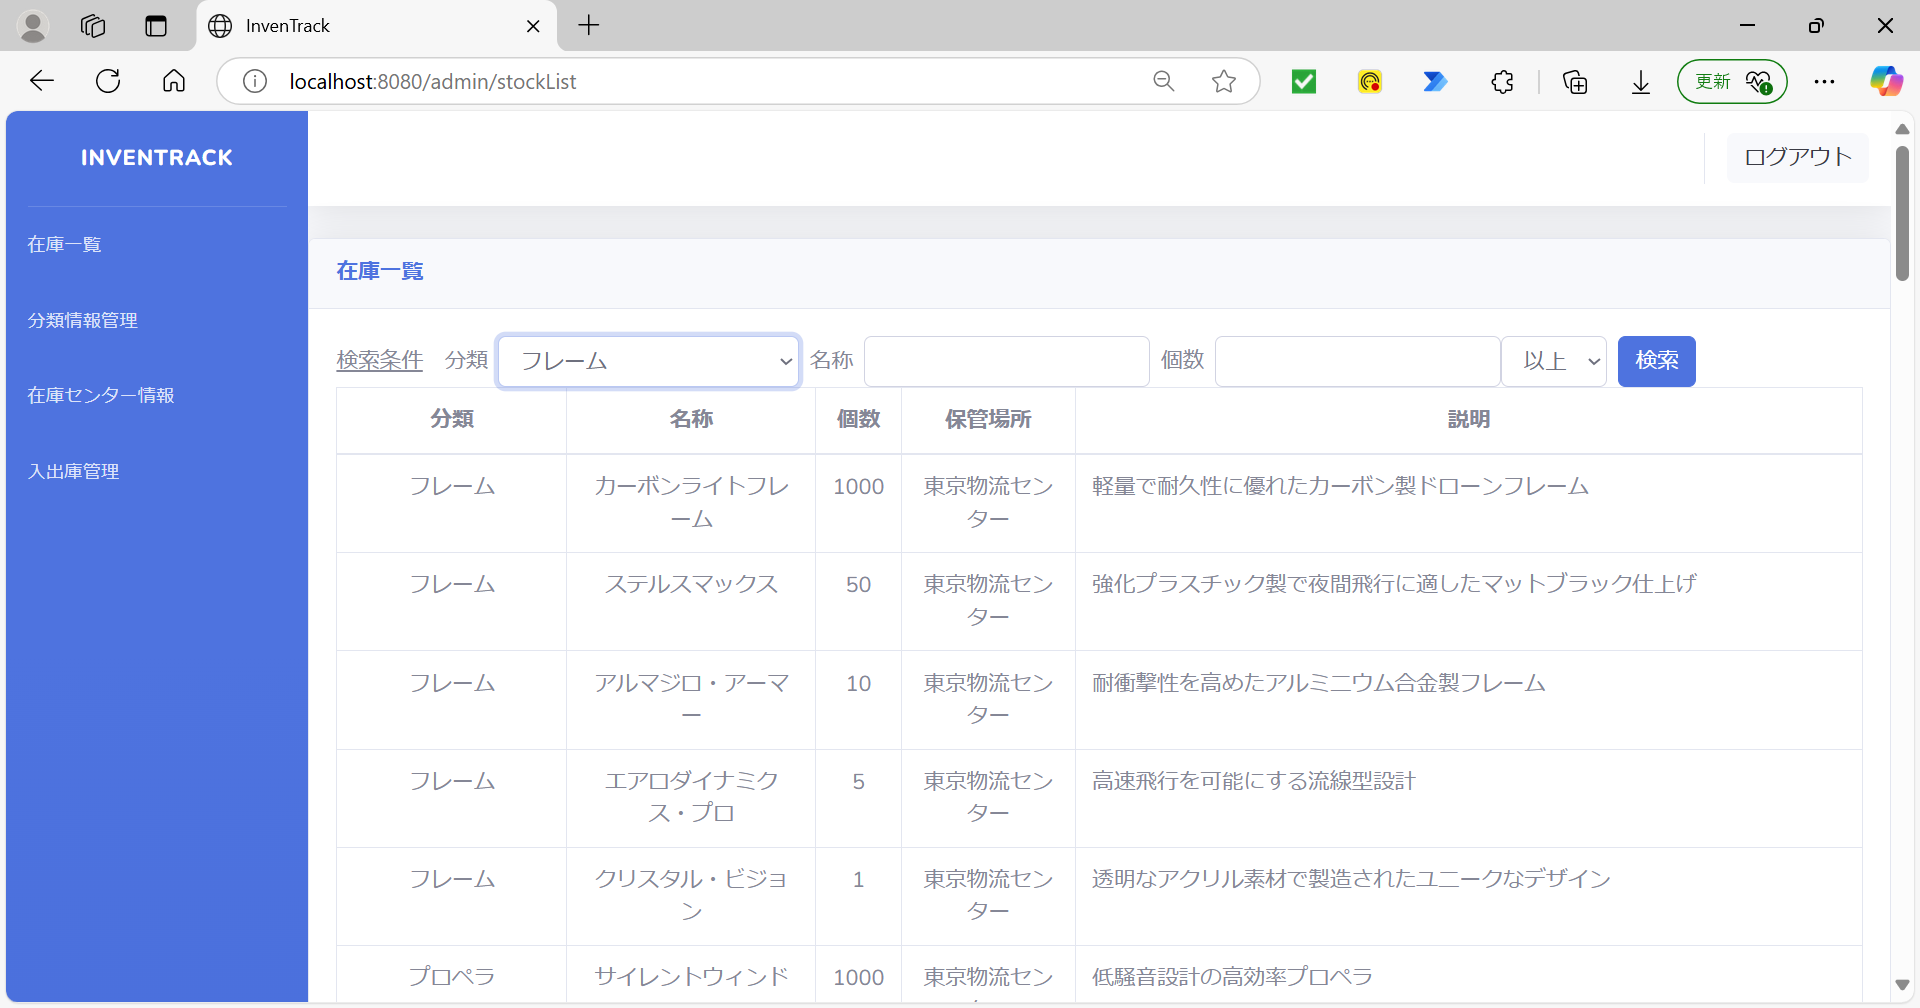 InvenTrack
localhost:8080/admin/stockList
更新
INVENTRACK
ログアウト
在庫一覧
分類情報管理
在庫センター情報
入出庫管理
在庫一覧
検索条件 分類 フレーム 名称 個数 以上 検索
分類 名称 個数 保管場所 説明
フレーム カーボンライトフレ 1000 東京物流セン 軽量で耐久性に優れたカーボン製ドローンフレーム
ーム ター
フレーム ステルスマックス 50 東京物流セン 強化プラスチック製で夜間飛行に適したマットブラック仕上げ
ター
フレーム アルマジロ・アーマ 10 東京物流セン 耐衝撃性を高めたアルミニウム合金製フレーム
ー ター
フレーム エアロダイナミク 5 東京物流セン 高速飛行を可能にする流線型設計
ス・プロ ター
フレーム クリスタル・ビジョ 1 東京物流セン 透明なアクリル素材で製造されたユニークなデザイン
ン ター
プロペラ サイレントウィンド 1000 東京物流セン 低騒音設計の高効率プロペラ